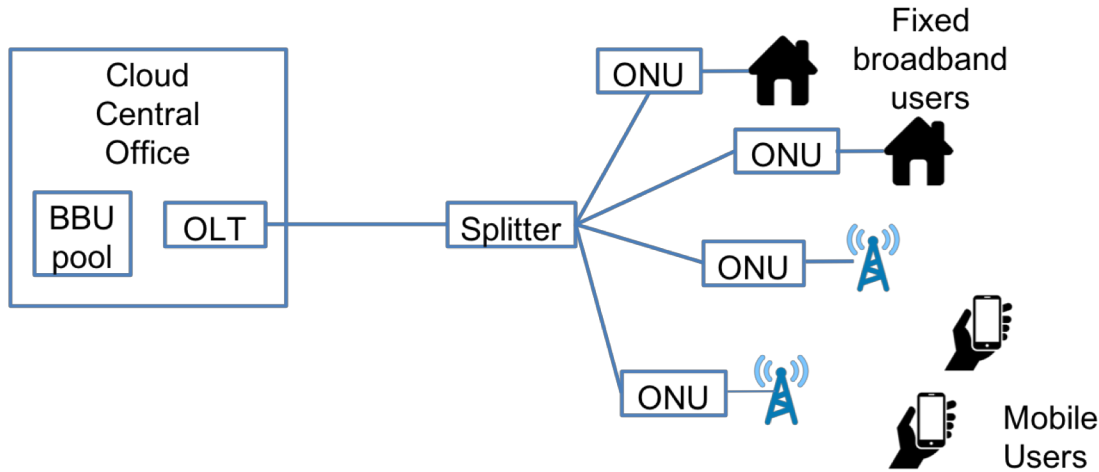 Cloud
Central
Office
BBU
pool
OLT
Splitter
ONU
Fixed
broadband
users
ONU
ONU
ONU
Mobile
Users